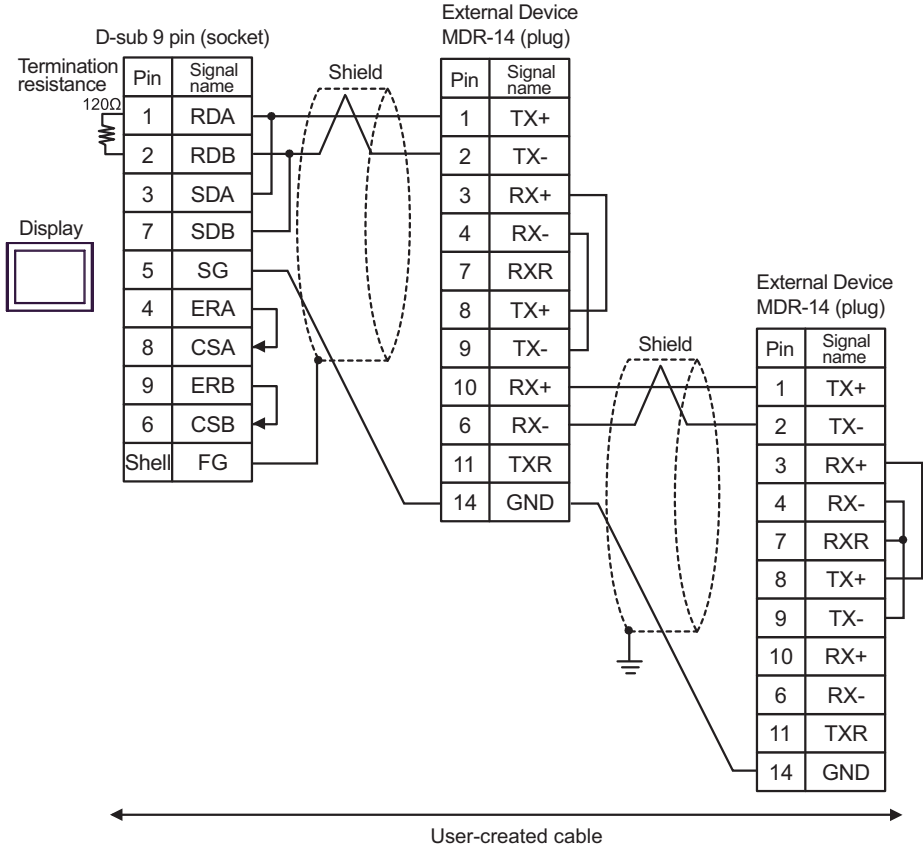 External Device
MDR-14 (plug)
D-sub 9 pin (socket)
Termination
resistance
120Ω
Shield
Pin Signal name
1 RDA
2 RDB
3 SDA
7 SDB
5 SG
4 ERA
8 CSA
9 ERB
6 CSB
Shell FG
Display
Pin Signal name
1 TX+
2 TX-
3 RX+
4 RX-
7 RXR
8 TX+
9 TX-
10 RX+
6 RX-
11 TXR
14 GND
Shield
External Device
MDR-14 (plug)
Pin Signal name
1 TX+
2 TX-
3 RX+
4 RX-
7 RXR
8 TX+
9 TX-
10 RX+
6 RX-
11 TXR
14 GND
User-created cable